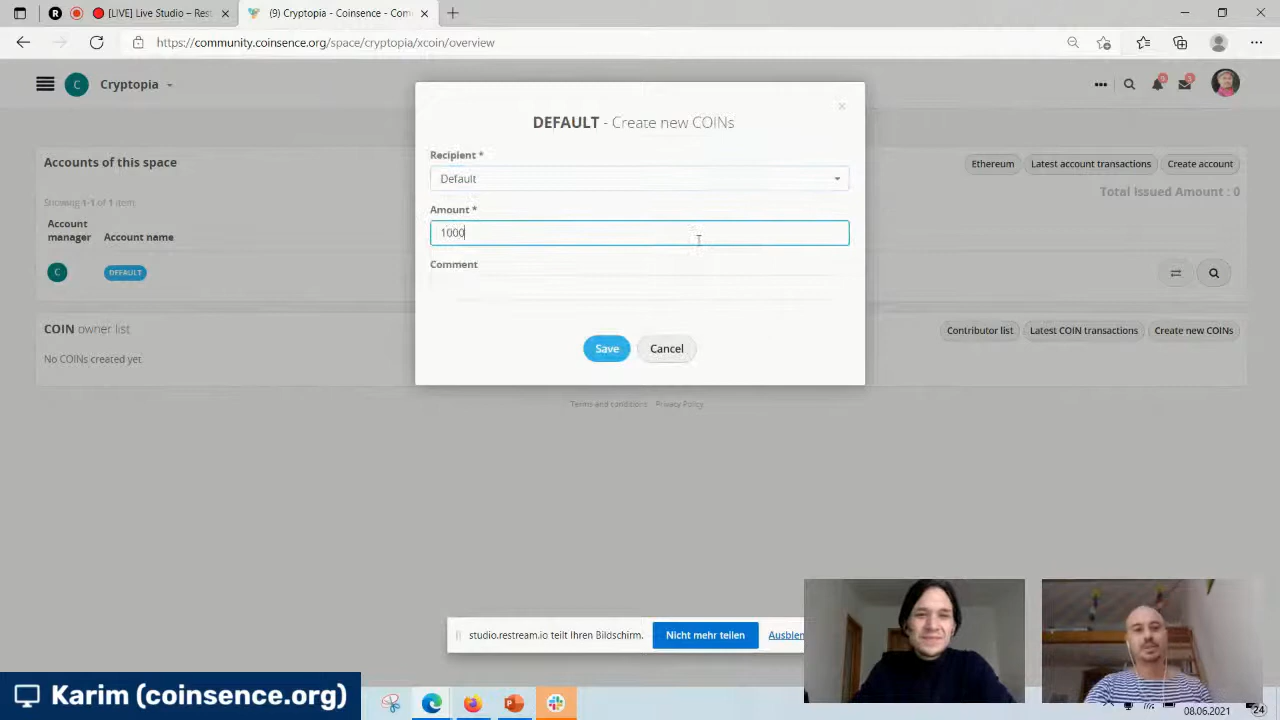 [LIVE] Live Studio – Rest
(9) Cryptopia - Coinsence - Com
https://community.coinsence.org/space/cryptopia/xcoin/overview
C Cryptopia
Accounts of this space
Ethereum Latest account transactions Create account
Showing 1-1 of 1 item.
Total Issued Amount : 0
Account manager Account name
C DEFAULT
COIN owner list
Contributor list Latest COIN transactions Create new COINs
No COINs created yet.
DEFAULT - Create new COINs
Recipient *
Default
Amount *
1000
Comment
Save Cancel
Terms and conditions Privacy Policy
studio.restream.io teilt Ihren Bildschirm. Nicht mehr teilen Ausblen
Karim (coinsence.org)
08.06.2021
24